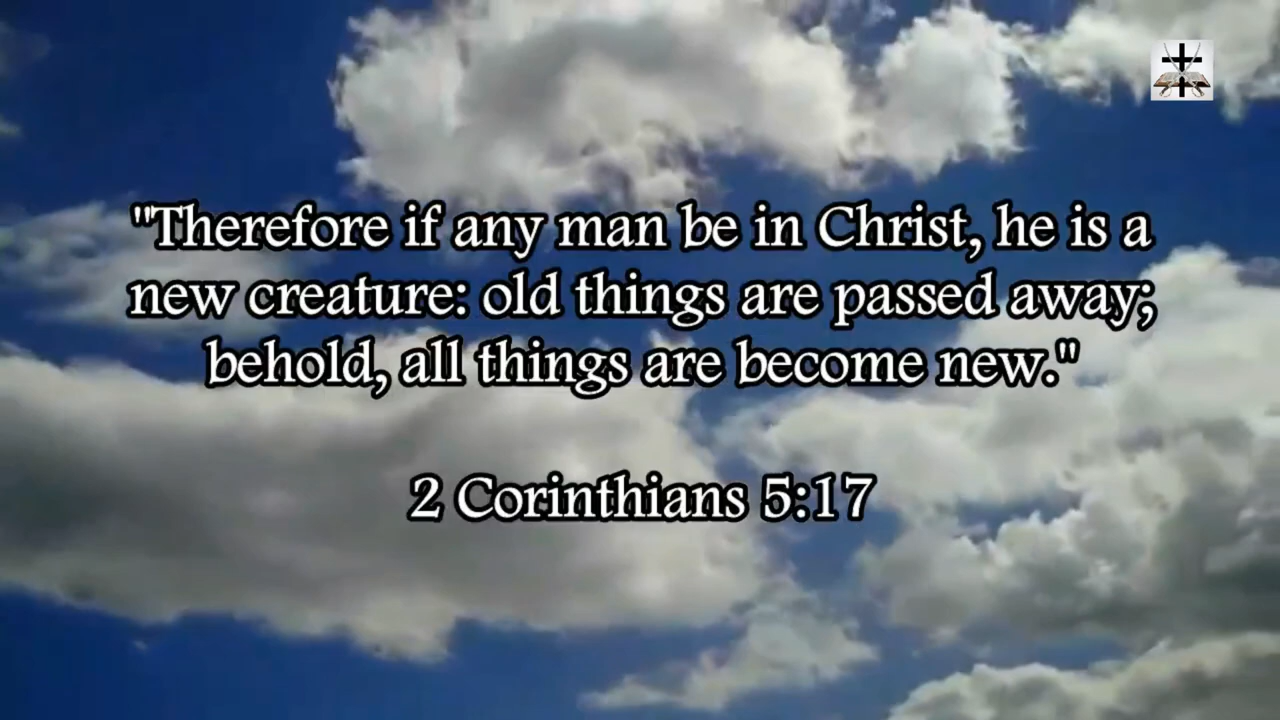 "Therefore if any man be in Christ, he is a
new creature: old things are passed away;
behold, all things are become new."
2 Corinthians 5:17